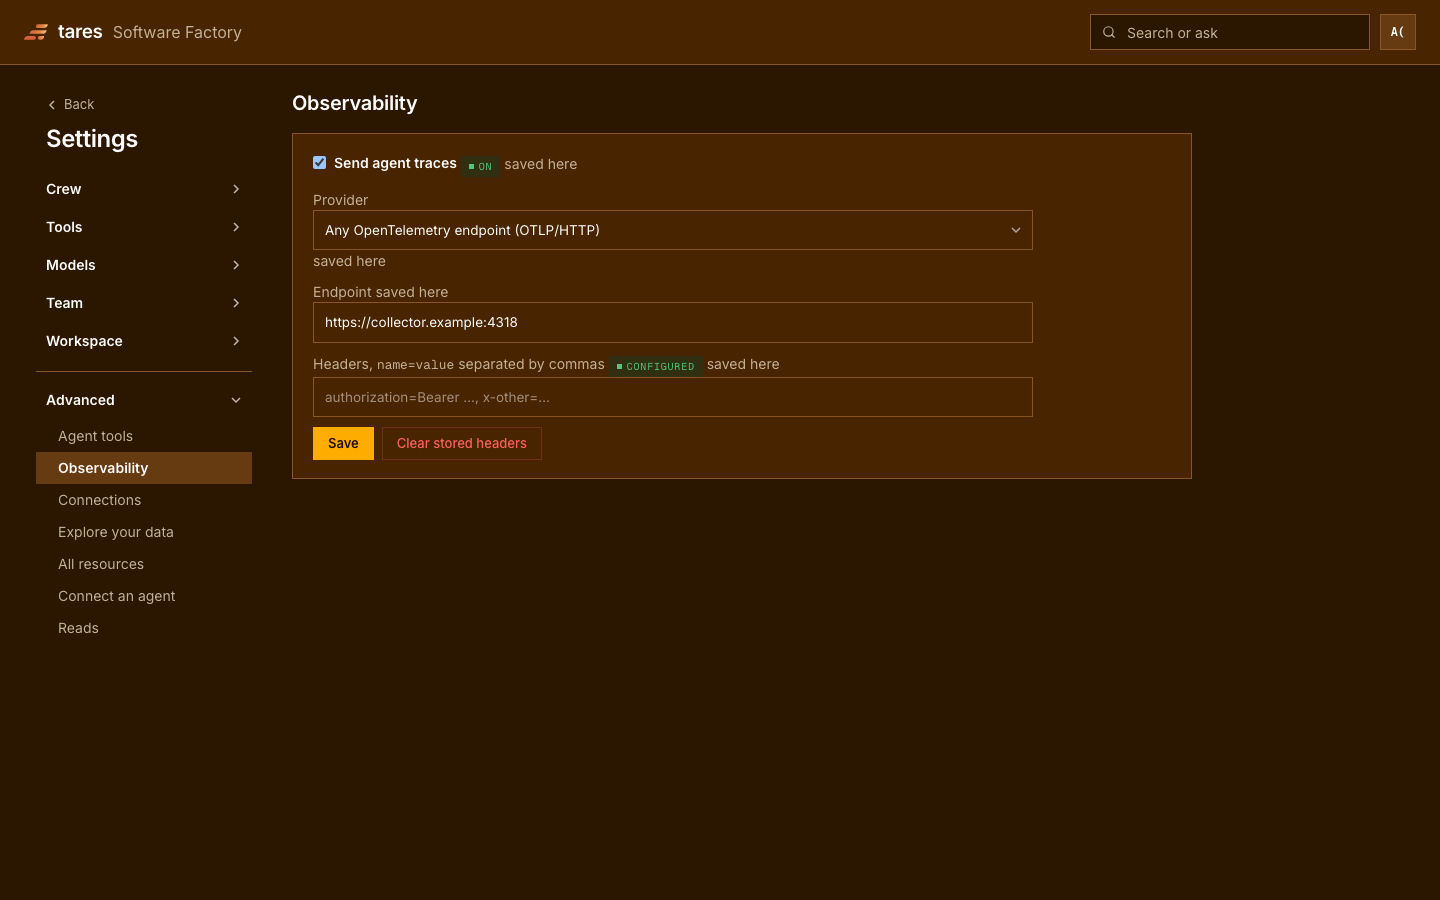 tares Software Factory
Search or ask
A(
Back
Settings
Crew
Tools
Models
Team
Workspace
Advanced
Agent tools
Observability
Connections
Explore your data
All resources
Connect an agent
Reads
Observability
Send agent traces ON saved here
Provider
Any OpenTelemetry endpoint (OTLP/HTTP)
saved here
Endpoint saved here
https://collector.example:4318
Headers, name=value separated by commas CONFIGURED saved here
authorization=Bearer ..., x-other=...
Save Clear stored headers